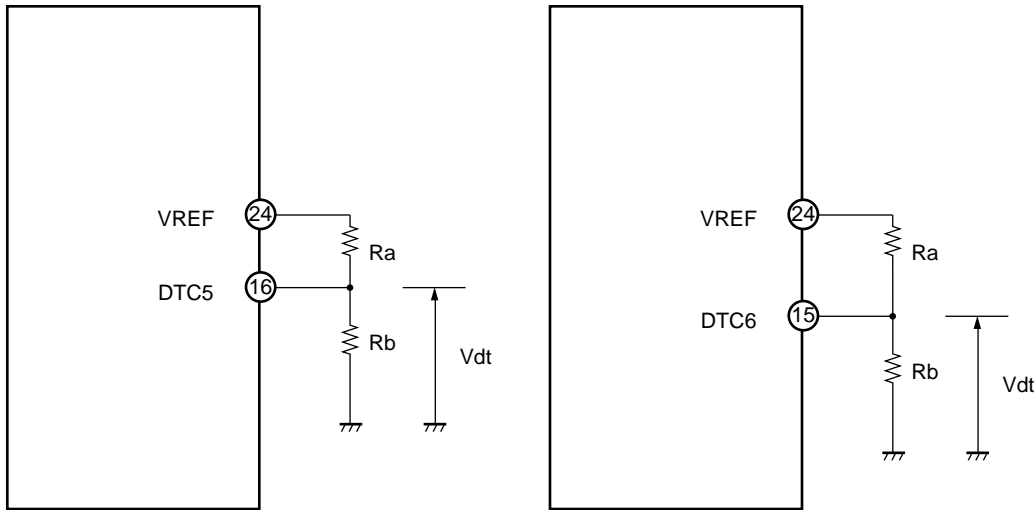 VREF
24
Ra
DTC5
16
Rb
Vdt
VREF
24
Ra
DTC6
15
Rb
Vdt